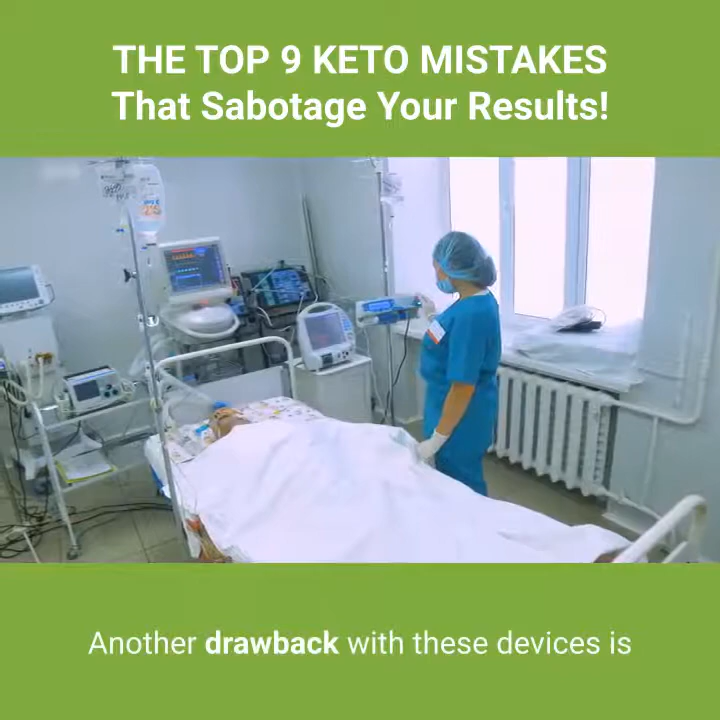 THE TOP 9 KETO MISTAKES
That Sabotage Your Results!
Another drawback with these devices is